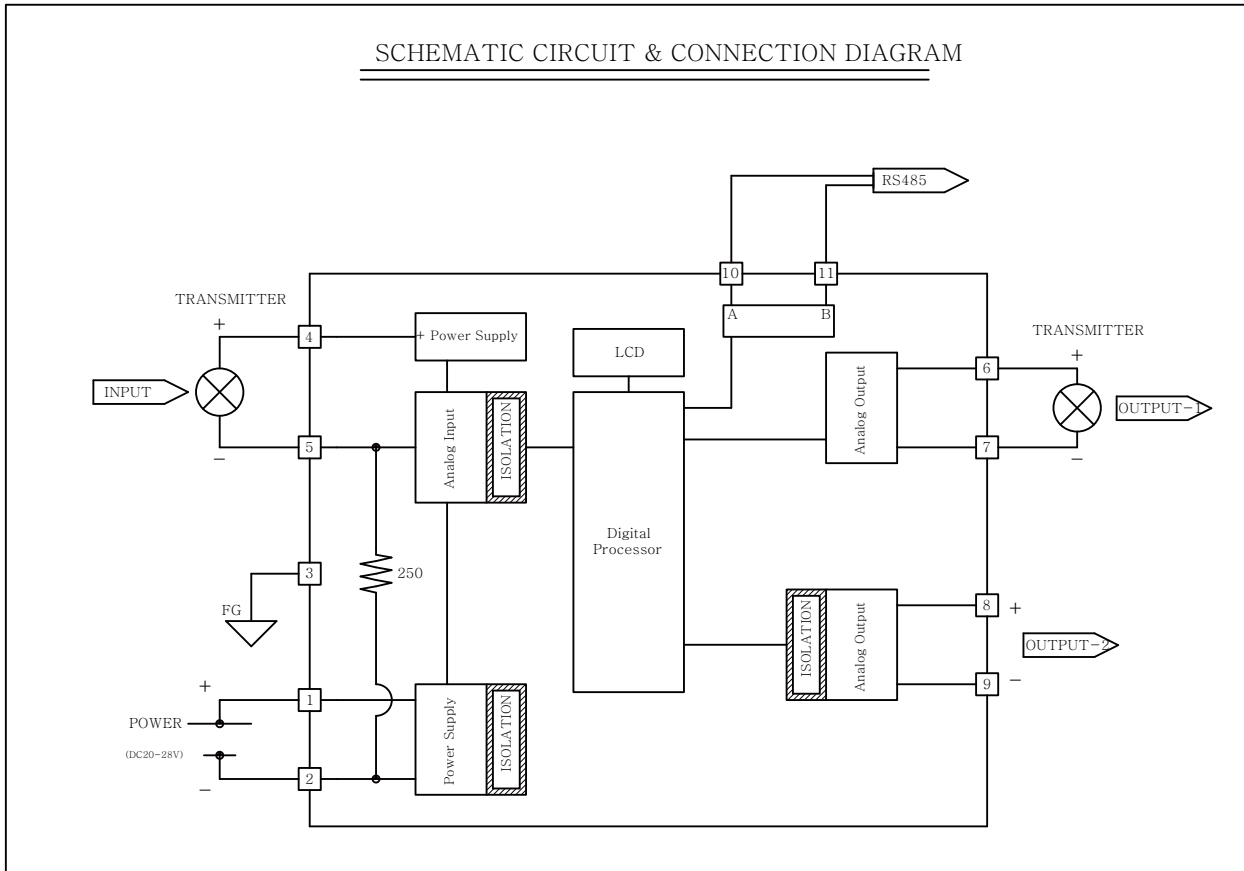 SCHEMATIC CIRCUIT & CONNECTION DIAGRAM
RS485
10
11
A
B
TRANSMITTER
+
4
+ Power Supply
LCD
INPUT
Analog Input
ISOLATION
5
−
TRANSMITTER
+
6
Analog Output
OUTPUT-1
7
−
Digital
Processor
3
250
FG
8
+
ISOLATION
Analog Output
OUTPUT-2
9
−
+
1
POWER
(DC20-28V)
Power Supply
ISOLATION
−
2